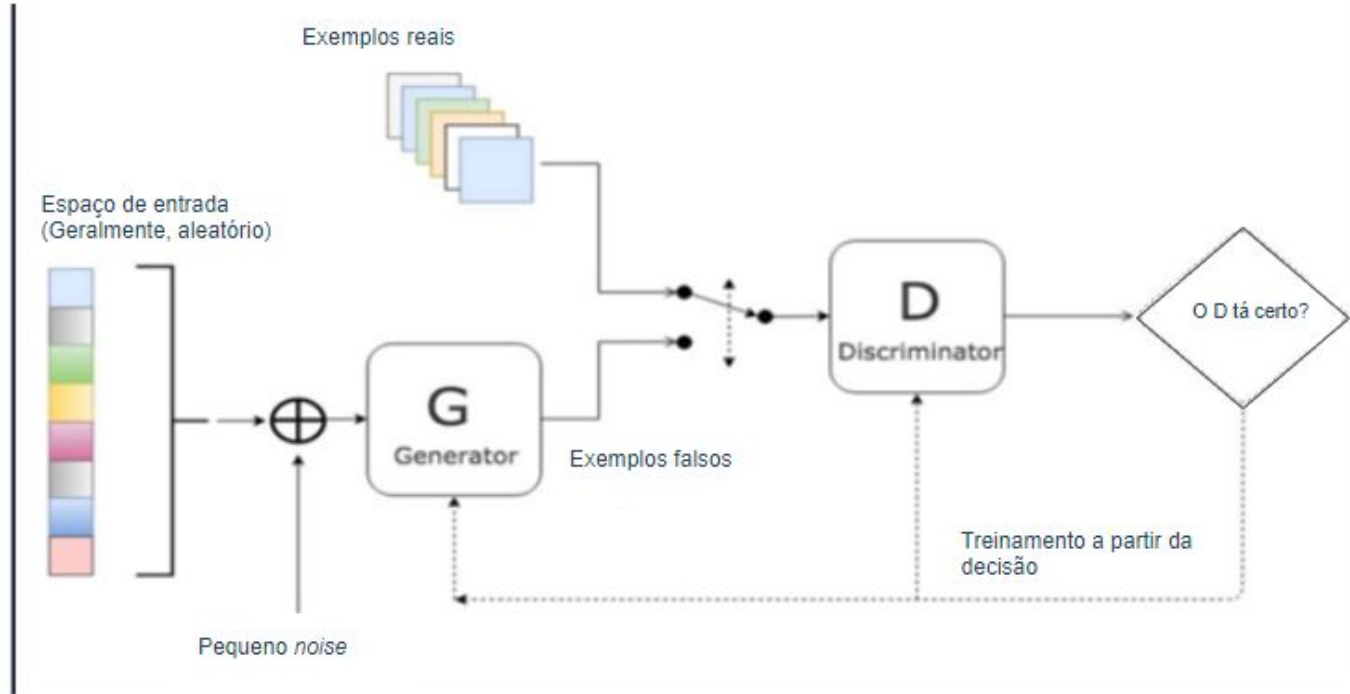 Exemplos reais
Espaço de entrada
(Geralmente, aleatório)
D
Discriminator
O D tá certo?
G
Generator
Exemplos falsos
Treinamento a partir da
decisão
Pequeno noise